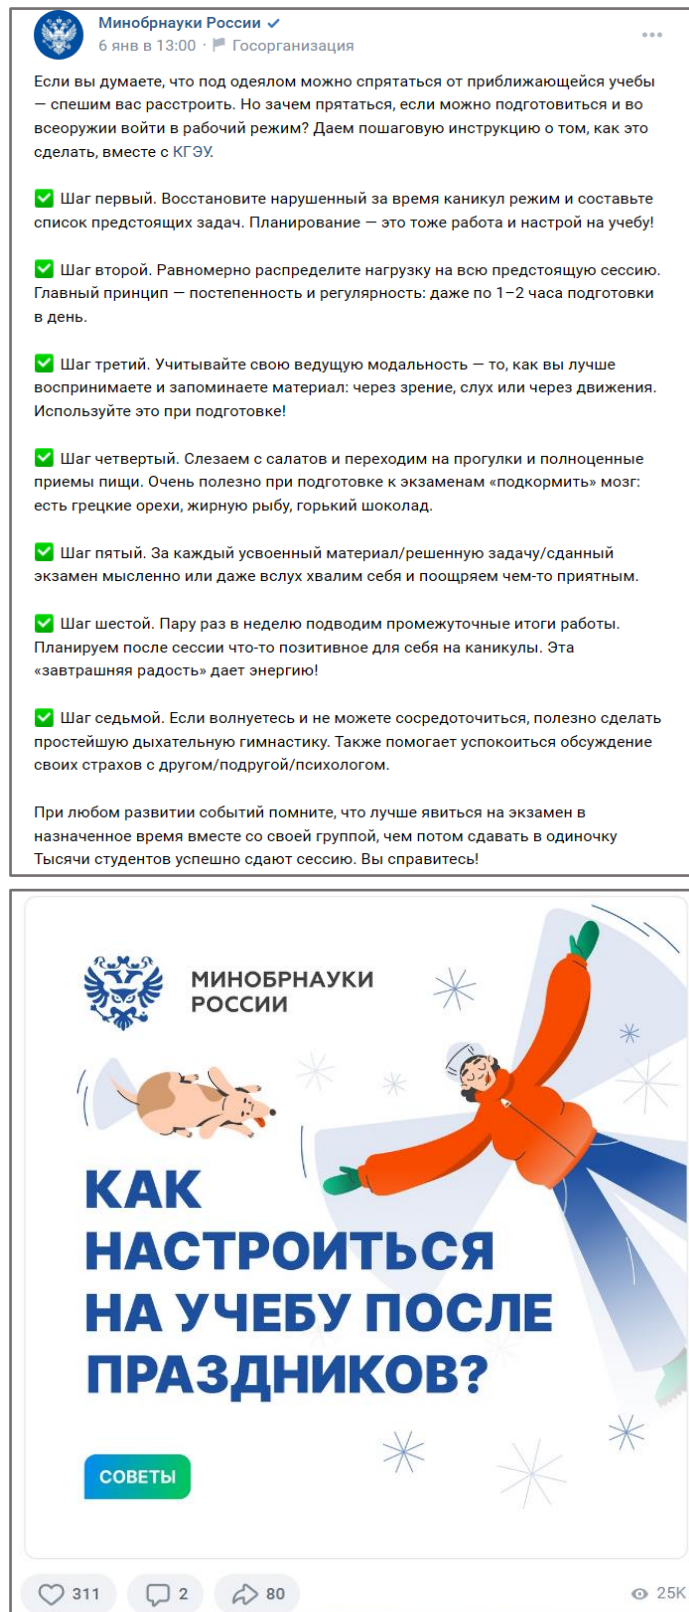 Минобрнауки России
6 янв в 13:00 · Госорганизация
Если вы думаете, что под одеялом можно спрятаться от приближающейся учебы
— спешим вас расстроить. Но зачем прятаться, если можно подготовиться и во
всеоружии войти в рабочий режим? Даем пошаговую инструкцию о том, как это
сделать, вместе с КГЭУ.
✅ Шаг первый. Восстановите нарушенный за время каникул режим и составьте
список предстоящих задач. Планирование — это тоже работа и настрой на учебу!
✅ Шаг второй. Равномерно распределите нагрузку на всю предстоящую сессию.
Главный принцип — постепенность и регулярность: даже по 1–2 часа подготовки
в день.
✅ Шаг третий. Учитывайте свою ведущую модальность — то, как вы лучше
воспринимаете и запоминаете материал: через зрение, слух или через движения.
Используйте это при подготовке!
✅ Шаг четвертый. Слезаем с салатов и переходим на прогулки и полноценные
приемы пищи. Очень полезно при подготовке к экзаменам «подкормить» мозг:
есть грецкие орехи, жирную рыбу, горький шоколад.
✅ Шаг пятый. За каждый усвоенный материал/решенную задачу/сданный
экзамен мысленно или даже вслух хвалим себя и поощряем чем-то приятным.
✅ Шаг шестой. Пару раз в неделю подводим промежуточные итоги работы.
Планируем после сессии что-то позитивное для себя на каникулы. Эта
«завтрашняя радость» дает энергию!
✅ Шаг седьмой. Если волнуетесь и не можете сосредоточиться, полезно сделать
простейшую дыхательную гимнастику. Также помогает успокоиться обсуждение
своих страхов с другом/подругой/психологом.
При любом развитии событий помните, что лучше явиться на экзамен в
назначенное время вместе со своей группой, чем потом сдавать в одиночку
Тысячи студентов успешно сдают сессию. Вы справитесь!
МИНОБРНАУКИ
РОССИИ
КАК
НАСТРОИТЬСЯ
НА УЧЕБУ ПОСЛЕ
ПРАЗДНИКОВ?
СОВЕТЫ
311 2 80 25K